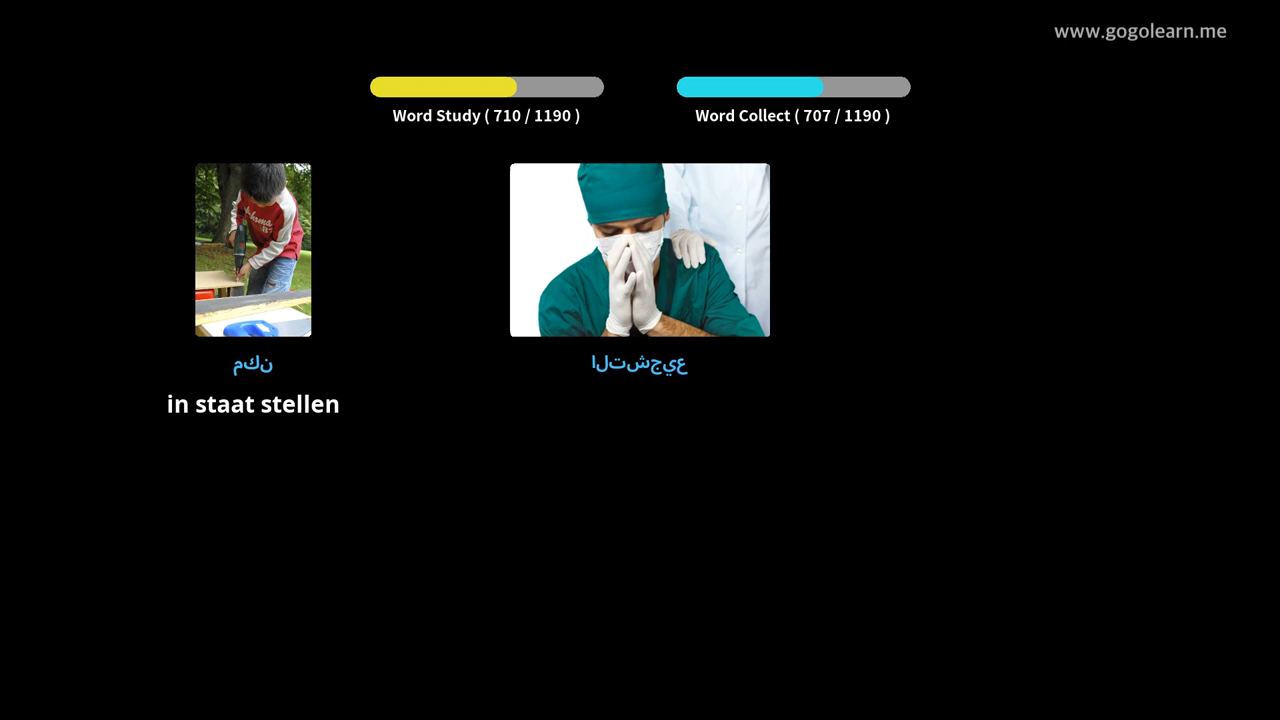 www.gogolearn.me
Word Study ( 710 / 1190 )
Word Collect ( 707 / 1190 )
مكن
التشجيع
in staat stellen